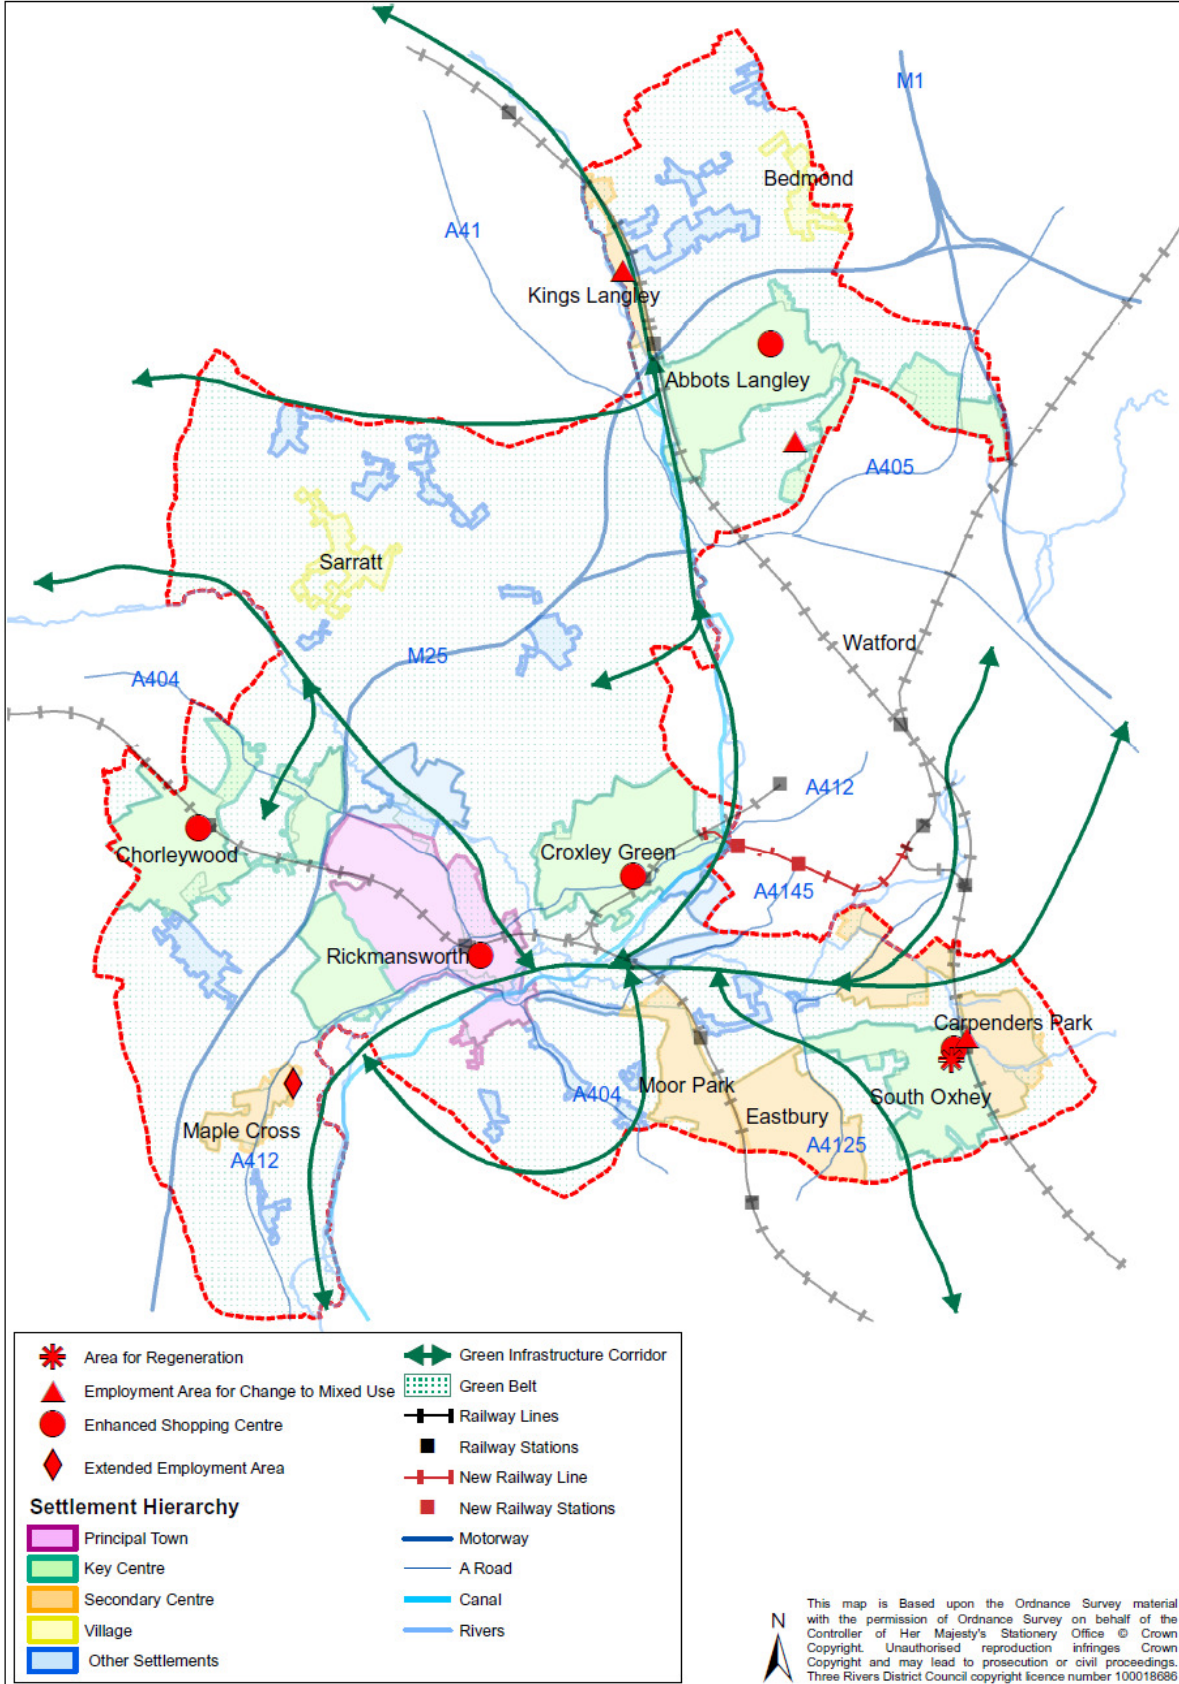 M1
Bedmond
A41
Kings Langley
Abbots Langley
A405
Sarratt
Watford
M25
A404
A412
Croxley Green
Chorleywood
A4145
Rickmansworth
Carpenders Park
Moor Park
A404
South Oxhey
Eastbury
Maple Cross
A4125
A412
Area for Regeneration
Employment Area for Change to Mixed Use
Enhanced Shopping Centre
Extended Employment Area
Settlement Hierarchy
Principal Town
Key Centre
Secondary Centre
Village
Other Settlements
Green Infrastructure Corridor
Green Belt
Railway Lines
Railway Stations
New Railway Line
New Railway Stations
Motorway
A Road
Canal
Rivers
N
This map is Based upon the Ordnance Survey material
with the permission of Ordnance Survey on behalf of the
Controller of Her Majesty's Stationery Office © Crown
Copyright. Unauthorised reproduction infringes Crown
Copyright and may lead to prosecution or civil proceedings.
Three Rivers District Council copyright licence number 100018686